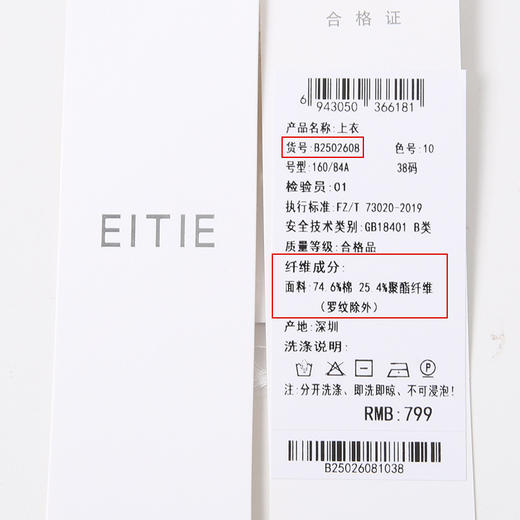 合格证
EITIE
6 943050 366181
产品名称:上衣
货号:B2502608 色号:10
号型:160/84A 38码
检验员:01
执行标准:FZ/T 73020-2019
安全技术类别:GB18401 B类
质量等级:合格品
纤维成分:
面料:74 6%棉 25 4%聚酯纤维
(罗纹除外)
产地:深圳
洗涤说明:
注:分开洗涤、即洗即晾、不可浸泡!
RMB:799
B25026081038